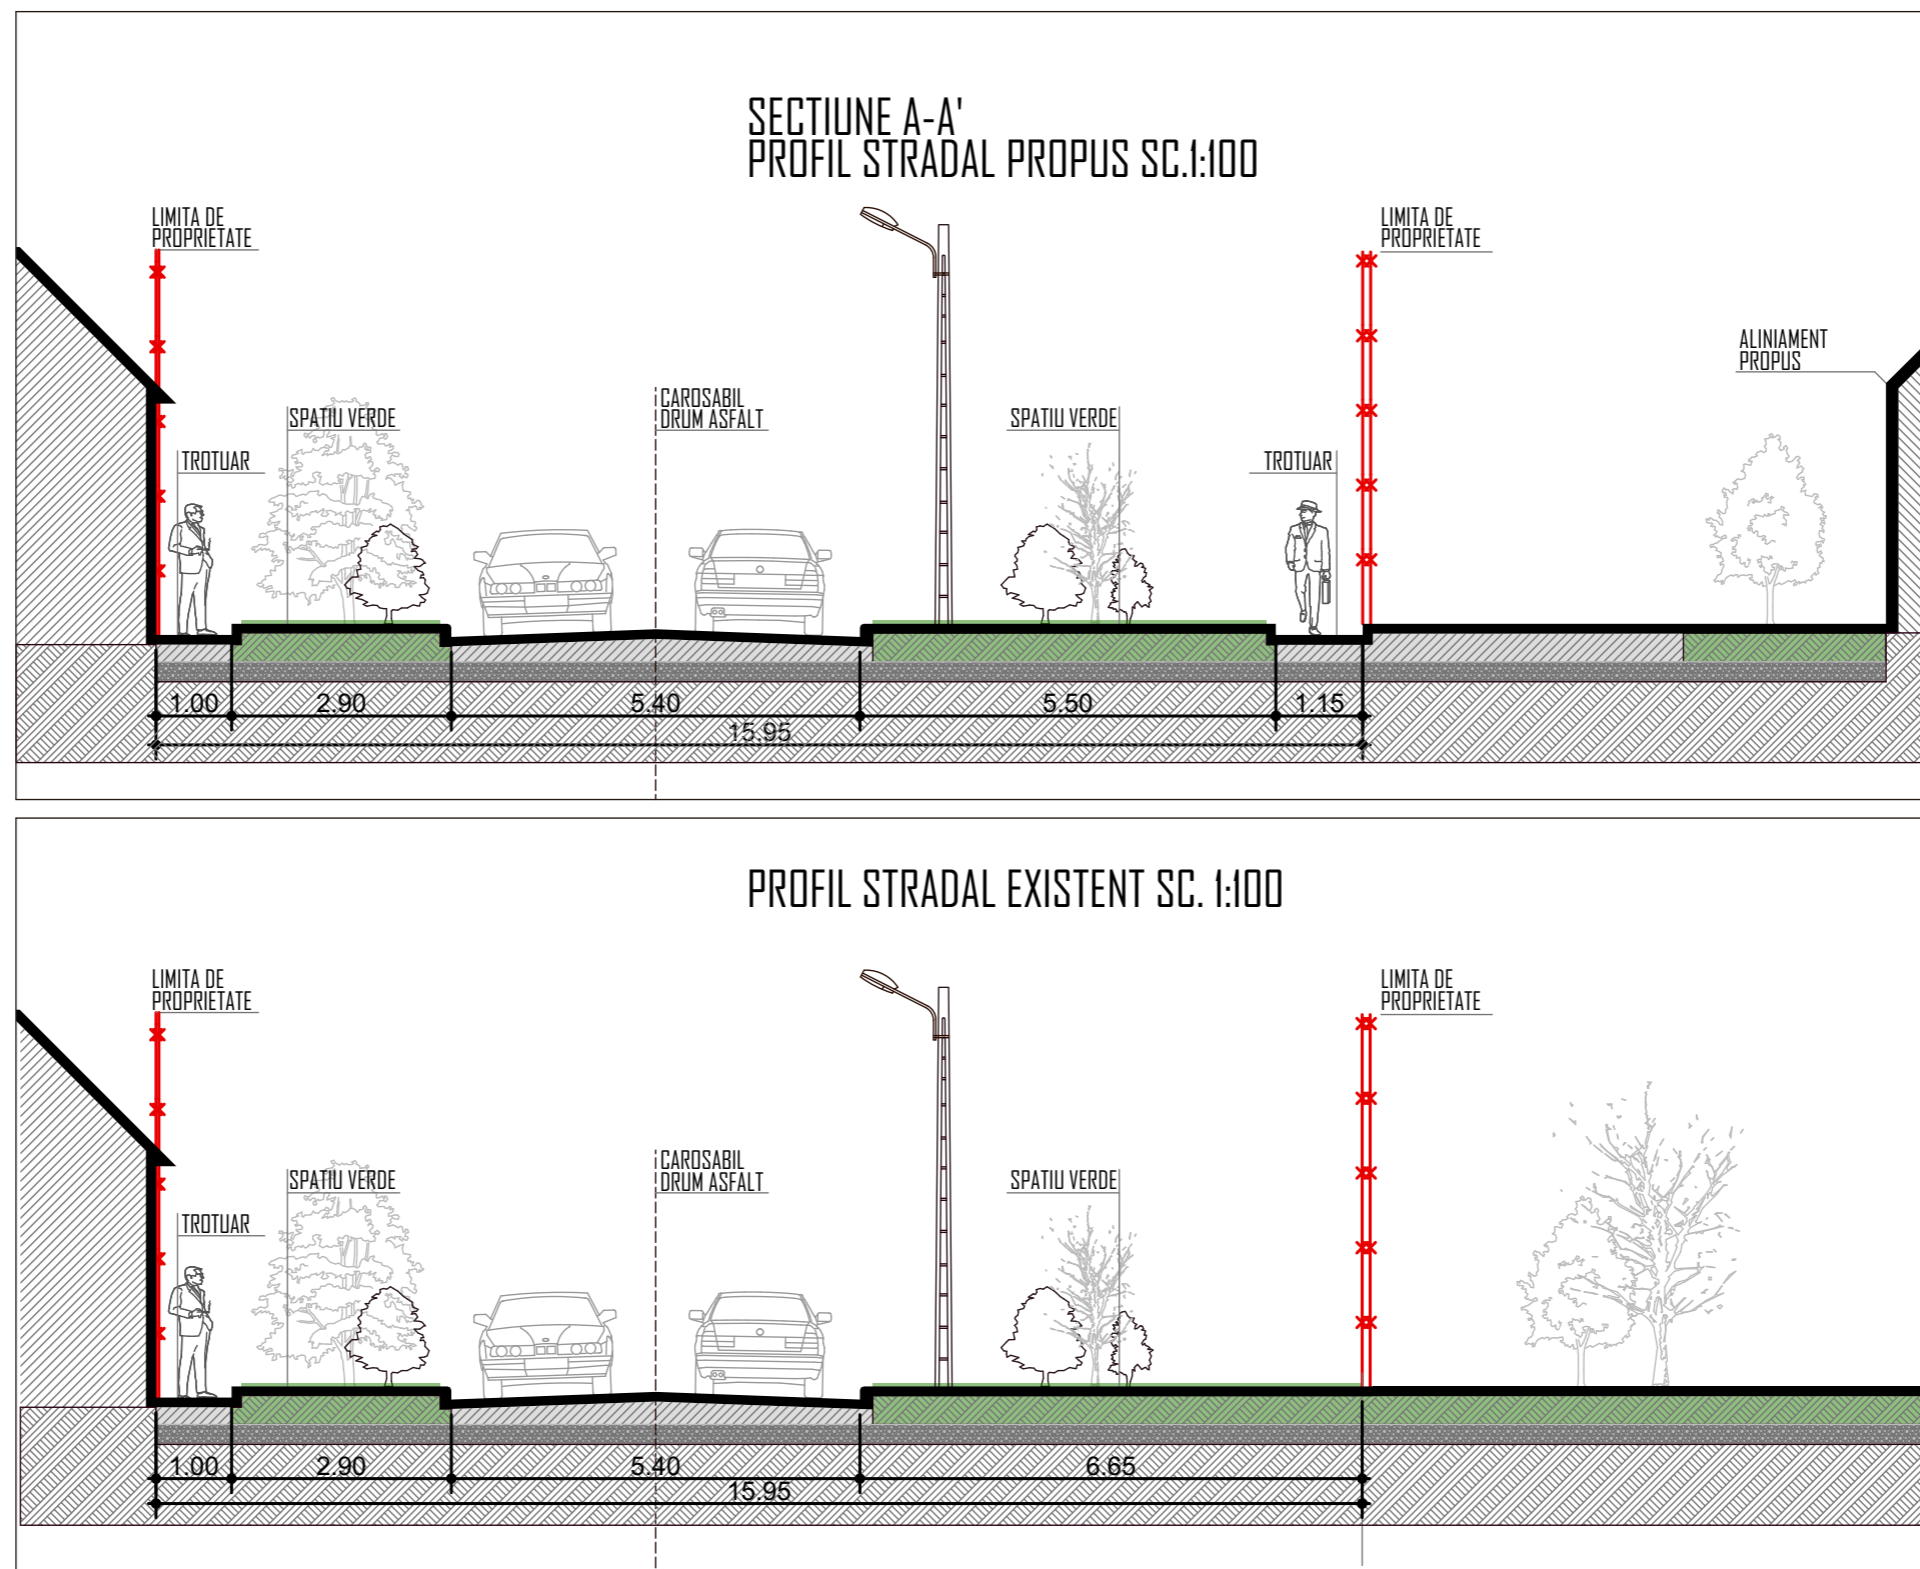 SECTIUNE A-A'
PROFIL STRADAL PROPUS SC.1:100
LIMITA DE
PROPRIETATE
LIMITA DE
PROPRIETATE
ALINIAMENT
PROPUS
CAROSABIL
DRUM ASFALT
SPATIU VERDE
SPATIU VERDE
TROTUAR
TROTUAR
1.00 2.90 5.40 5.50 1.15
15.95
PROFIL STRADAL EXISTENT SC. 1:100
LIMITA DE
PROPRIETATE
LIMITA DE
PROPRIETATE
CAROSABIL
DRUM ASFALT
SPATIU VERDE
SPATIU VERDE
TROTUAR
1.00 2.90 5.40 6.65
15.95